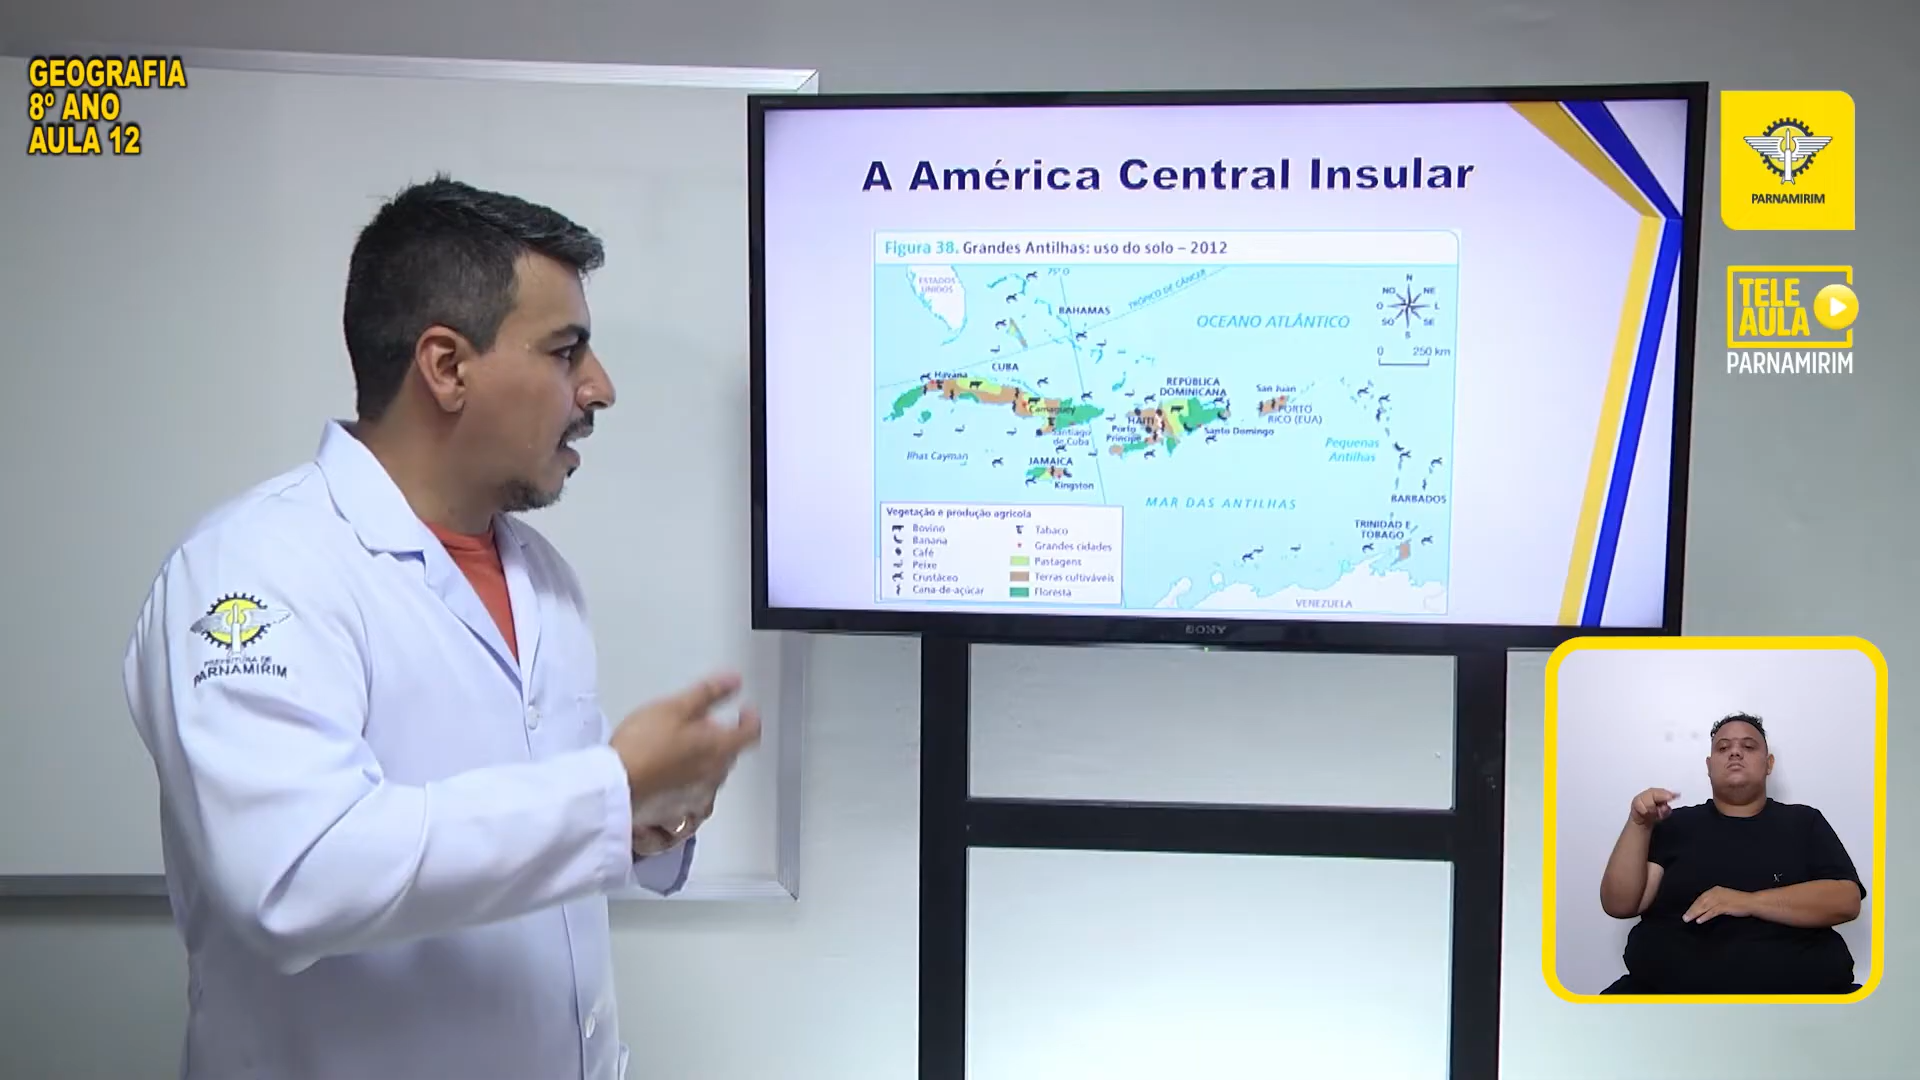 GEOGRAFIA
8º ANO
AULA 12
A América Central Insular
Figura 38. Grandes Antilhas: uso do solo – 2012
ESTADOS
UNIDOS
75º O
TRÓPICO DE CÂNCER
BAHAMAS
OCEANO ATLÂNTICO
N
NO
NE
O
L
SO
SE
S
0 250 km
CUBA
Havana
Camagüey
Santiago
de Cuba
REPÚBLICA
DOMINICANA
HAITI
Porto
Príncipe
Santo Domingo
San Juan
PORTO
RICO (EUA)
Pequenas
Antilhas
Ilhas Cayman
JAMAICA
Kingston
MAR DAS ANTILHAS
BARBADOS
TRINIDAD E
TOBAGO
VENEZUELA
Vegetação e produção agrícola
Bovino
Banana
Café
Peixe
Crustáceo
Cana-de-açúcar
Tabaco
Grandes cidades
Pastagens
Terras cultiváveis
Floresta
SONY
PARNAMIRIM
TELE
AULA
PARNAMIRIM
PREFEITURA DE
PARNAMIRIM